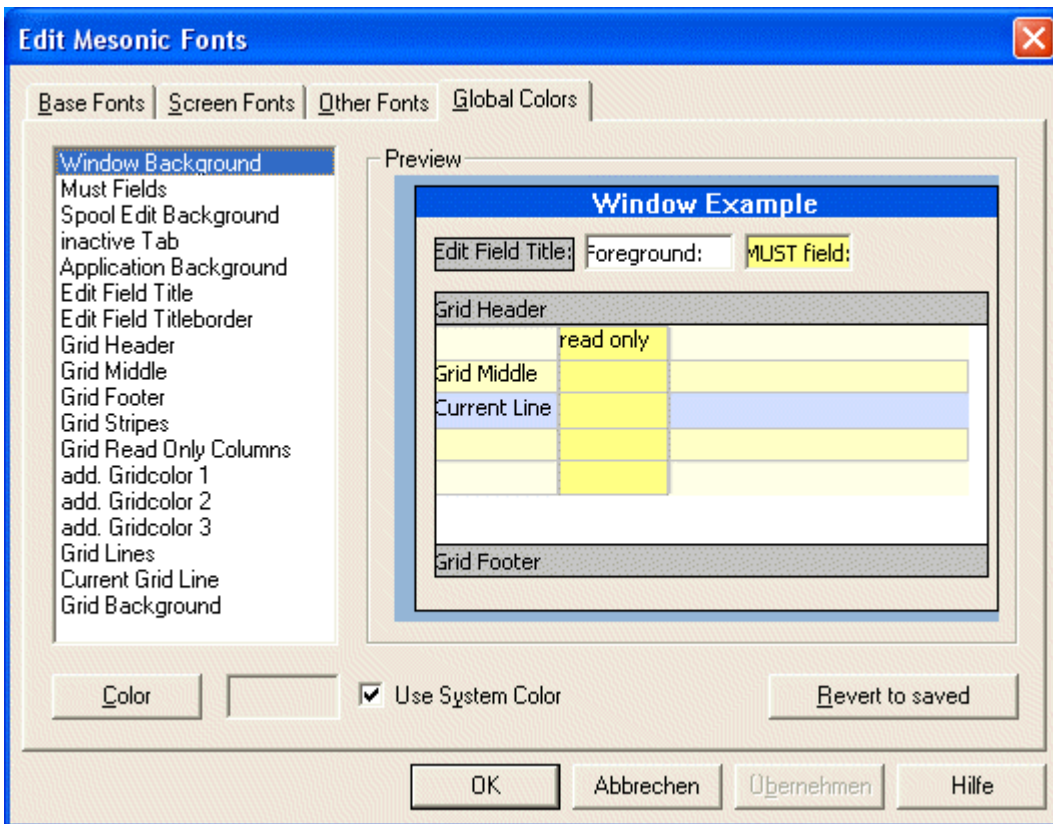 Edit Mesonic Fonts
Base Fonts
Screen Fonts
Other Fonts
Global Colors
Window Background
Must Fields
Spool Edit Background
inactive Tab
Application Background
Edit Field Title
Edit Field Titleborder
Grid Header
Grid Middle
Grid Footer
Grid Stripes
Grid Read Only Columns
add. Gridcolor 1
add. Gridcolor 2
add. Gridcolor 3
Grid Lines
Current Grid Line
Grid Background
Preview
Window Example
Edit Field Title: Foreground: MUST field:
Grid Header
read only
Grid Middle
Current Line
Grid Footer
Color
Use System Color
Revert to saved
OK
Abbrechen
Übernehmen
Hilfe